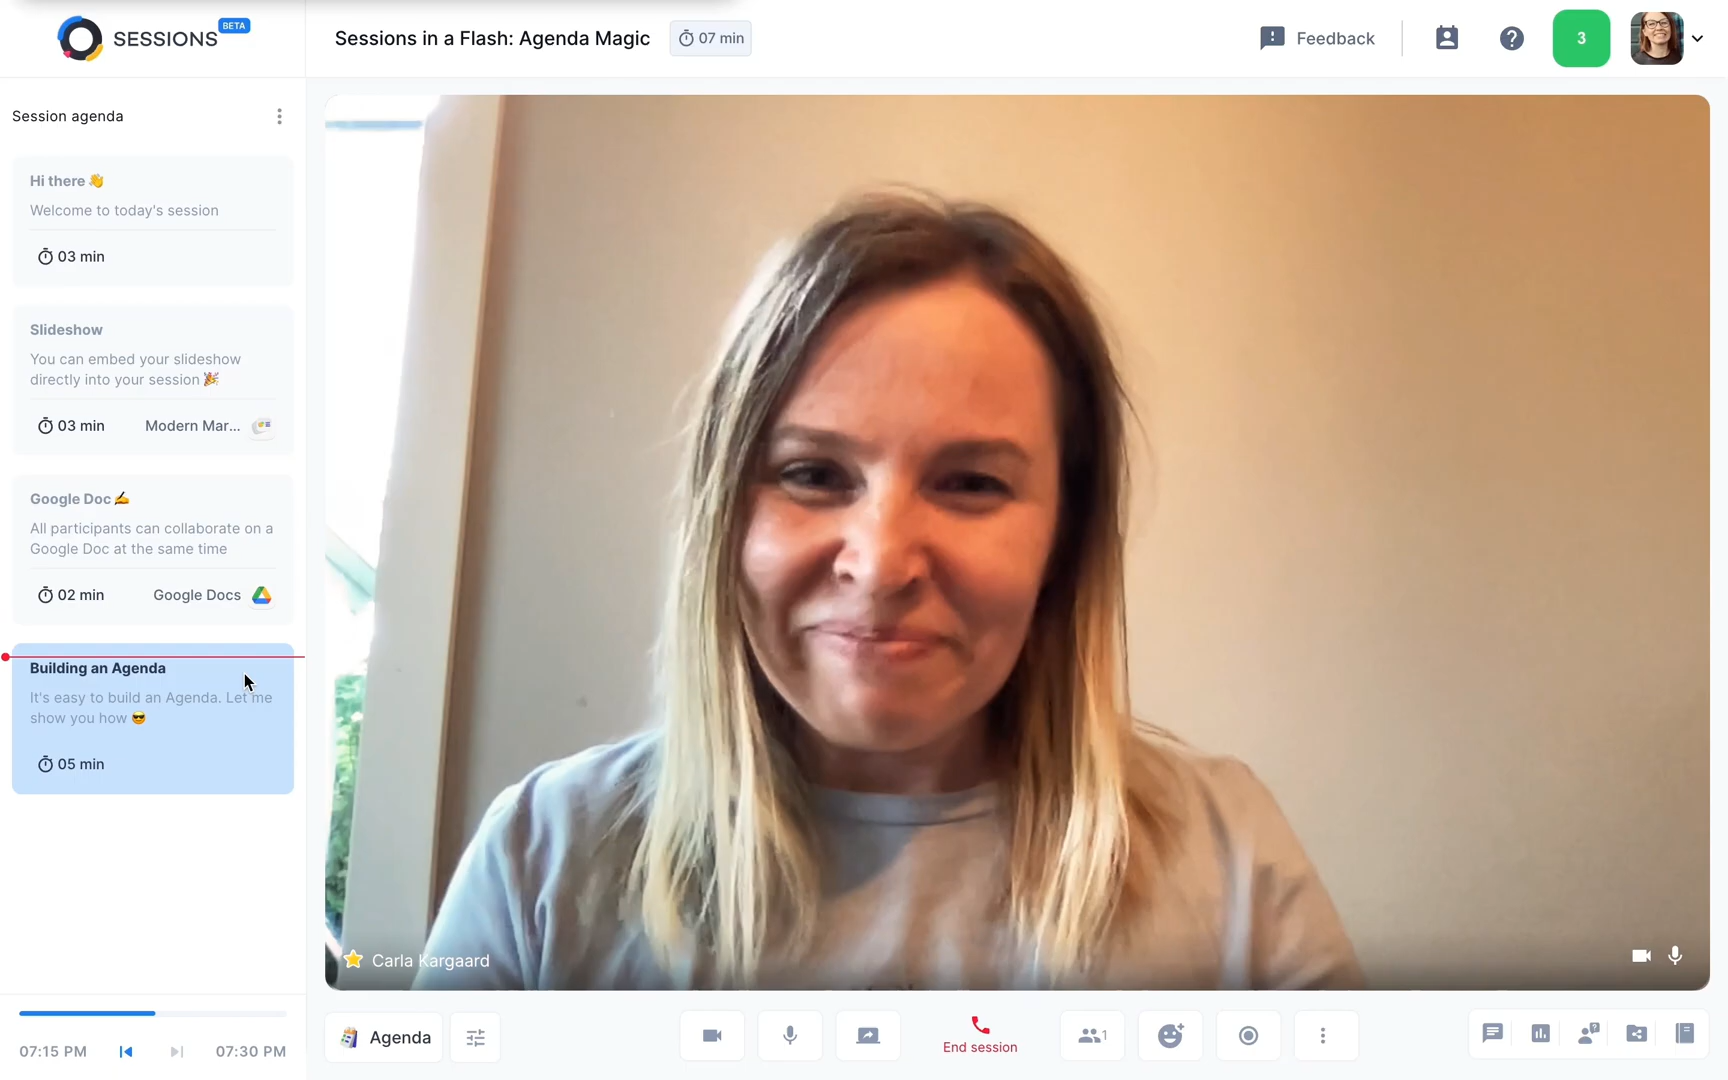 SESSIONS BETA
Sessions in a Flash: Agenda Magic
07 min
Feedback
3
Session agenda
Hi there 👋
Welcome to today's session
03 min
Slideshow
You can embed your slideshow
directly into your session 🎉
03 min Modern Mar...
Google Doc ✍️
All participants can collaborate on a
Google Doc at the same time
02 min Google Docs
Building an Agenda
It's easy to build an Agenda. Let me
show you how 😎
05 min
Carla Kargaard
07:15 PM
07:30 PM
Agenda
End session
1